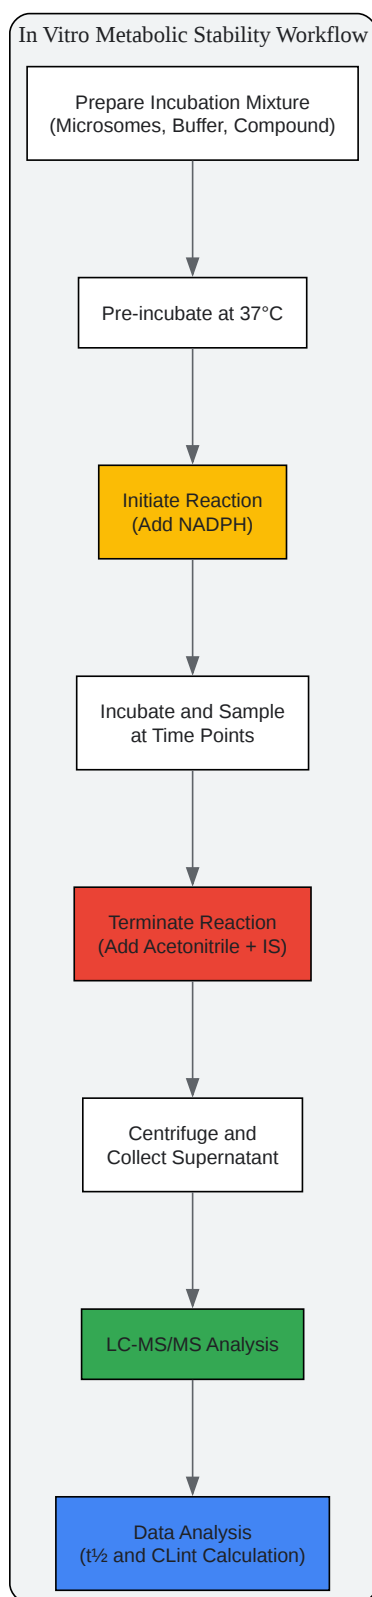 In Vitro Metabolic Stability Workflow
Prepare Incubation Mixture
(Microsomes, Buffer, Compound)
Pre-incubate at 37°C
Initiate Reaction
(Add NADPH)
Incubate and Sample
at Time Points
Terminate Reaction
(Add Acetonitrile + IS)
Centrifuge and
Collect Supernatant
LC-MS/MS Analysis
Data Analysis
(t½ and CLint Calculation)